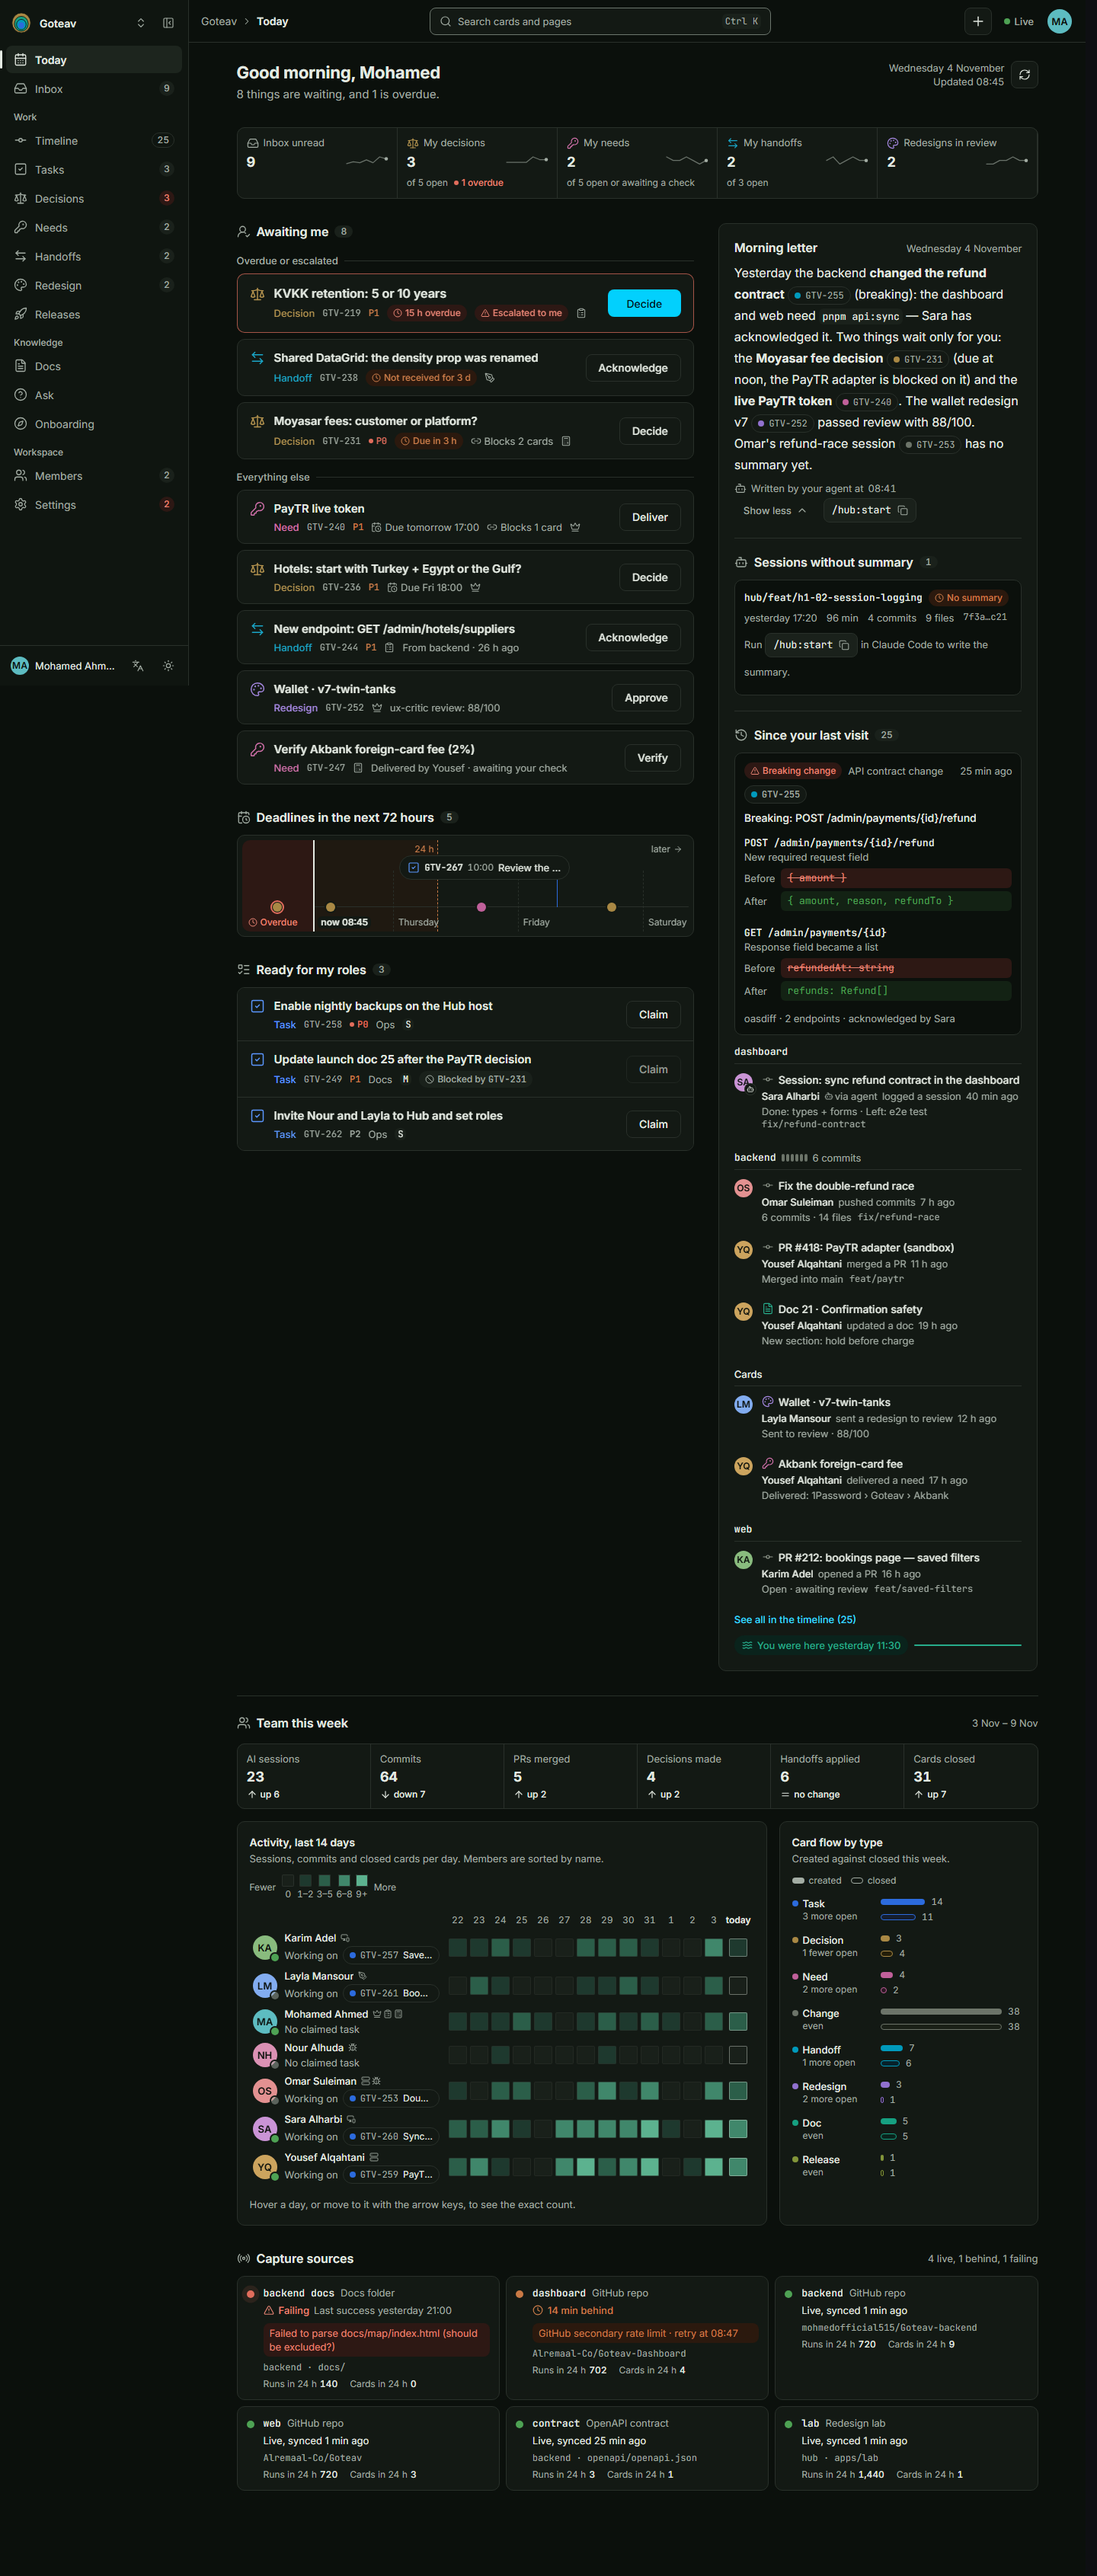 Goteav
Goteav > Today
Search cards and pages
Ctrl K
Live
MA
Today
Inbox 9
Work
Timeline 25
Tasks 3
Decisions 3
Needs 2
Handoffs 2
Redesign 2
Releases
Knowledge
Docs
Ask
Onboarding
Workspace
Members 2
Settings 2
MA Mohamed Ahm...
Good morning, Mohamed
8 things are waiting, and 1 is overdue.
Wednesday 4 November
Updated 08:45
Inbox unread
9
My decisions
3
of 5 open 1 overdue
My needs
2
of 5 open or awaiting a check
My handoffs
2
of 3 open
Redesigns in review
2
Awaiting me 8
Overdue or escalated
KVKK retention: 5 or 10 years
Decision GTV-219 P1 15 h overdue Escalated to me
Decide
Shared DataGrid: the density prop was renamed
Handoff GTV-238 Not received for 3 d
Acknowledge
Moyasar fees: customer or platform?
Decision GTV-231 P0 Due in 3 h Blocks 2 cards
Decide
Everything else
PayTR live token
Need GTV-240 P1 Due tomorrow 17:00 Blocks 1 card
Deliver
Hotels: start with Turkey + Egypt or the Gulf?
Decision GTV-236 P1 Due Fri 18:00
Decide
New endpoint: GET /admin/hotels/suppliers
Handoff GTV-244 P1 From backend · 26 h ago
Acknowledge
Wallet · v7-twin-tanks
Redesign GTV-252 ux-critic review: 88/100
Approve
Verify Akbank foreign-card fee (2%)
Need GTV-247 Delivered by Yousef · awaiting your check
Verify
Deadlines in the next 72 hours 5
24 h
later →
GTV-267 10:00 Review the ...
Overdue
now 08:45
Thursday
Friday
Saturday
Ready for my roles 3
Enable nightly backups on the Hub host
Task GTV-258 P0 Ops S
Claim
Update launch doc 25 after the PayTR decision
Task GTV-249 P1 Docs M Blocked by GTV-231
Claim
Invite Nour and Layla to Hub and set roles
Task GTV-262 P2 Ops S
Claim
Morning letter
Wednesday 4 November
Yesterday the backend changed the refund
contract GTV-255 (breaking): the dashboard
and web need pnpm api:sync — Sara has
acknowledged it. Two things wait only for you:
the Moyasar fee decision GTV-231 (due at
noon, the PayTR adapter is blocked on it) and the
live PayTR token GTV-240 . The wallet redesign
v7 GTV-252 passed review with 88/100.
Omar's refund-race session GTV-253 has no
summary yet.
Written by your agent at 08:41
Show less
/hub:start
Sessions without summary 1
hub/feat/h1-02-session-logging No summary
yesterday 17:20 96 min 4 commits 9 files 7f3a…c21
Run /hub:start in Claude Code to write the
summary.
Since your last visit 25
Breaking change API contract change 25 min ago
GTV-255
Breaking: POST /admin/payments/{id}/refund
POST /admin/payments/{id}/refund
New required request field
Before { amount }
After { amount, reason, refundTo }
GET /admin/payments/{id}
Response field became a list
Before refundedAt: string
After refunds: Refund[]
oasdiff · 2 endpoints · acknowledged by Sara
dashboard
SA
Session: sync refund contract in the dashboard
Sara Alharbi via agent logged a session 40 min ago
Done: types + forms · Left: e2e test
fix/refund-contract
backend 6 commits
OS
Fix the double-refund race
Omar Suleiman pushed commits 7 h ago
6 commits · 14 files fix/refund-race
YQ
PR #418: PayTR adapter (sandbox)
Yousef Alqahtani merged a PR 11 h ago
Merged into main feat/paytr
YQ
Doc 21 · Confirmation safety
Yousef Alqahtani updated a doc 19 h ago
New section: hold before charge
Cards
LM
Wallet · v7-twin-tanks
Layla Mansour sent a redesign to review 12 h ago
Sent to review · 88/100
YQ
Akbank foreign-card fee
Yousef Alqahtani delivered a need 17 h ago
Delivered: 1Password › Goteav › Akbank
web
KA
PR #212: bookings page — saved filters
Karim Adel opened a PR 16 h ago
Open · awaiting review feat/saved-filters
See all in the timeline (25)
You were here yesterday 11:30
Team this week
3 Nov – 9 Nov
AI sessions
23
up 6
Commits
64
down 7
PRs merged
5
up 2
Decisions made
4
up 2
Handoffs applied
6
no change
Cards closed
31
up 7
Activity, last 14 days
Sessions, commits and closed cards per day. Members are sorted by name.
Fewer 0 1–2 3–5 6–8 9+ More
22 23 24 25 26 27 28 29 30 31 1 2 3 today
KA Karim Adel
Working on GTV-257 Save...
LM Layla Mansour
Working on GTV-261 Boo...
MA Mohamed Ahmed
No claimed task
NH Nour Alhuda
No claimed task
OS Omar Suleiman
Working on GTV-253 Dou...
SA Sara Alharbi
Working on GTV-260 Sync...
YQ Yousef Alqahtani
Working on GTV-259 PayT...
Hover a day, or move to it with the arrow keys, to see the exact count.
Card flow by type
Created against closed this week.
created closed
Task 14
3 more open 11
Decision 3
1 fewer open 4
Need 4
2 more open 2
Change 38
even 38
Handoff 7
1 more open 6
Redesign 3
2 more open 1
Doc 5
even 5
Release 1
even 1
Capture sources
4 live, 1 behind, 1 failing
backend docs Docs folder
Failing Last success yesterday 21:00
Failed to parse docs/map/index.html (should
be excluded?)
backend · docs/
Runs in 24 h 140 Cards in 24 h 0
dashboard GitHub repo
14 min behind
GitHub secondary rate limit · retry at 08:47
Alremaal-Co/Goteav-Dashboard
Runs in 24 h 702 Cards in 24 h 4
backend GitHub repo
Live, synced 1 min ago
mohmedofficial515/Goteav-backend
Runs in 24 h 720 Cards in 24 h 9
web GitHub repo
Live, synced 1 min ago
Alremaal-Co/Goteav
Runs in 24 h 720 Cards in 24 h 3
contract OpenAPI contract
Live, synced 25 min ago
backend · openapi/openapi.json
Runs in 24 h 3 Cards in 24 h 1
lab Redesign lab
Live, synced 1 min ago
hub · apps/lab
Runs in 24 h 1,440 Cards in 24 h 1